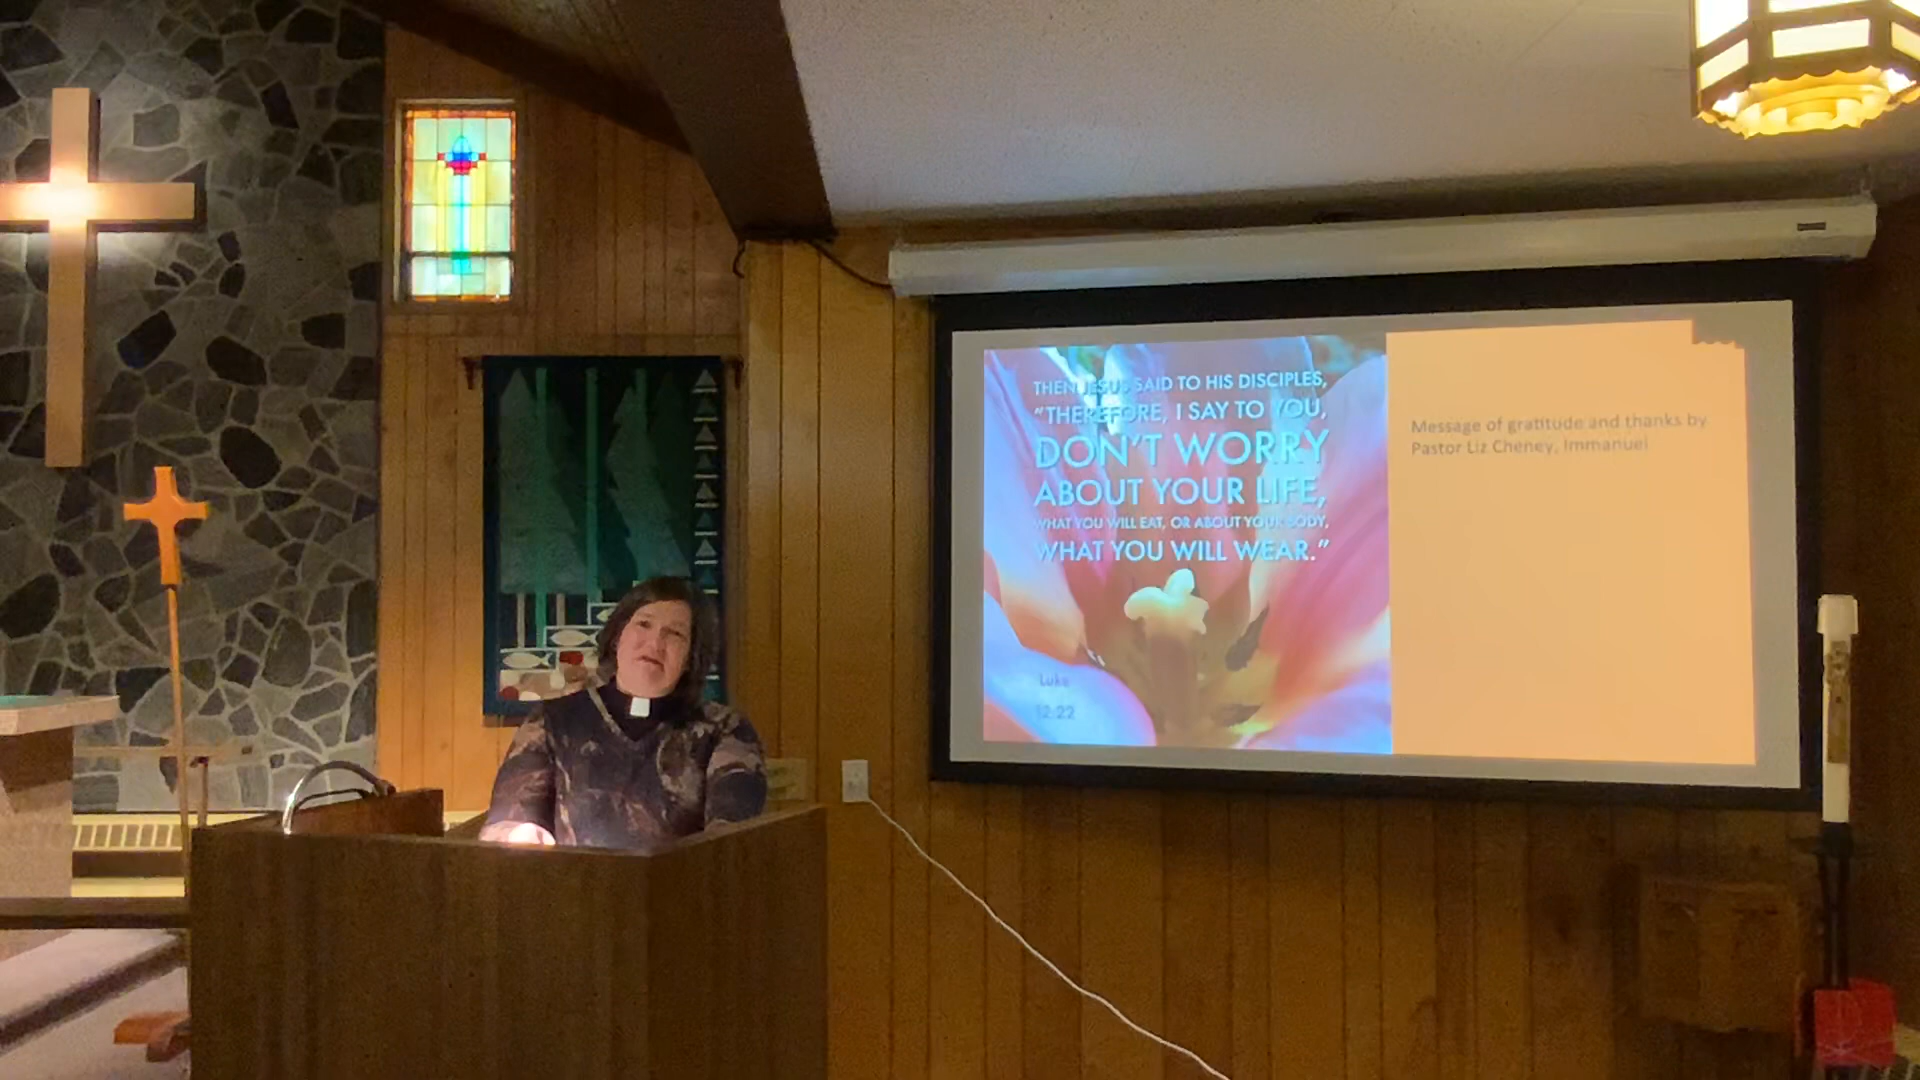 THEN JESUS SAID TO HIS DISCIPLES,
“THEREFORE, I SAY TO YOU,
DON'T WORRY
ABOUT YOUR LIFE,
WHAT YOU WILL EAT, OR ABOUT YOUR BODY,
WHAT YOU WILL WEAR.”
Luke
12:22
Message of gratitude and thanks by
Pastor Liz Cheney, Immanuel